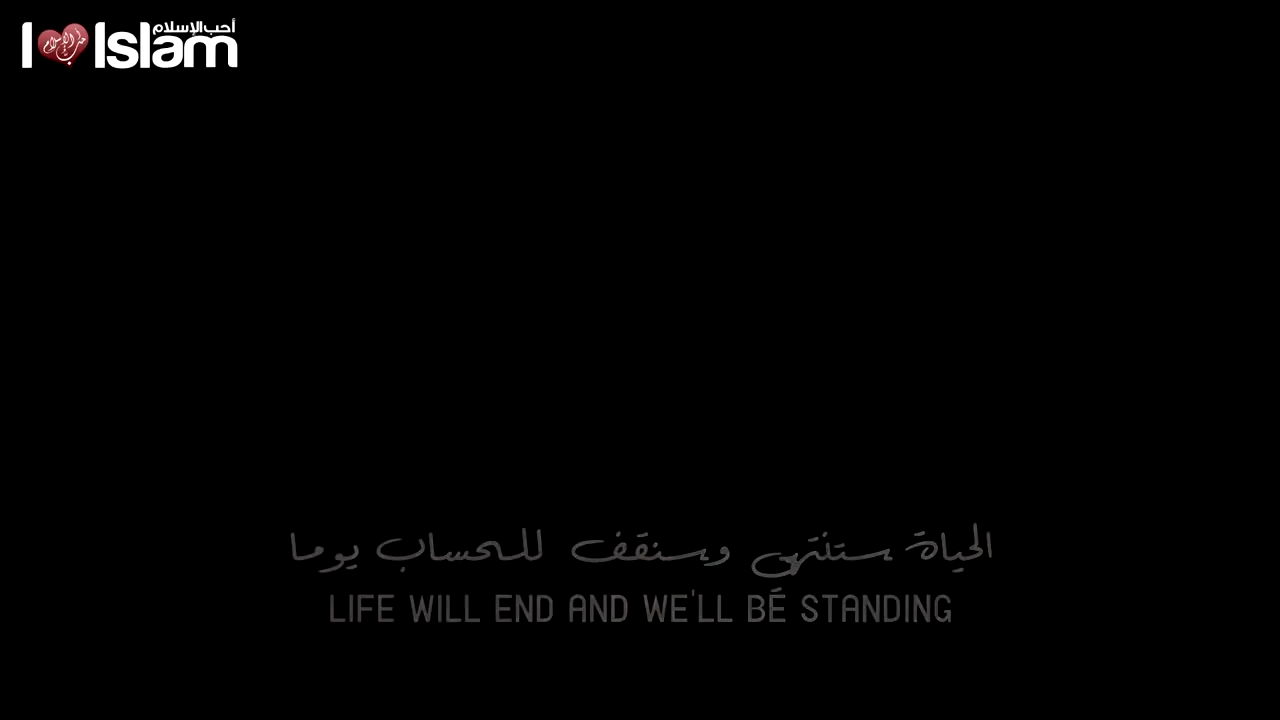 أحب الإسلام
I Islam
الحياة ستنتهي وسنقف للحساب يوما
LIFE WILL END AND WE'LL BE STANDING